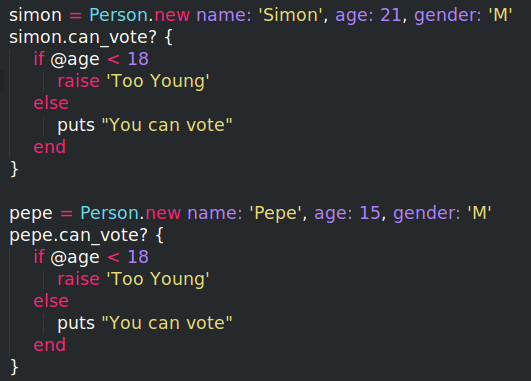 simon = Person.new name: 'Simon', age: 21, gender: 'M'
simon.can_vote? {
if @age < 18
raise 'Too Young'
else
puts "You can vote"
end
}
pepe = Person.new name: 'Pepe', age: 15, gender: 'M'
pepe.can_vote? {
if @age < 18
raise 'Too Young'
else
puts "You can vote"
end
}